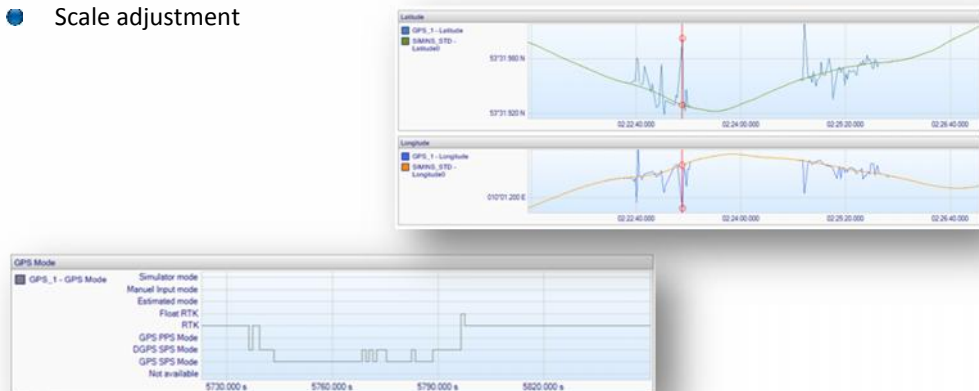 Scale adjustment
Latitude
GPS_1 - Latitude
SIMINS_STD -
Latitude0
53°31.560 N
53°31.520 N
02:22:40.000 02:24:00.000 02:25:20.000 02:26:40.000
Longitude
GPS_1 - Longitude
SIMINS_STD -
Longitude0
010°01.200 E
02:22:40.000 02:24:00.000 02:25:20.000 02:26:40.000
GPS Mode
GPS_1 - GPS Mode
Simulator mode
Manuel Input mode
Estimated mode
Float RTK
RTK
GPS PPS Mode
DGPS SPS Mode
GPS SPS Mode
Not available
5730.000 s 5760.000 s 5790.000 s 5820.000 s